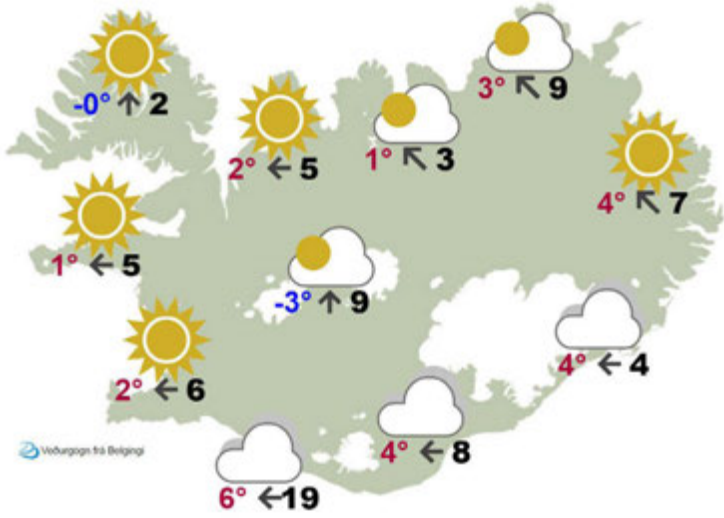 3° ↖ 9
-0° ↑ 2
1° ↖ 3
2° ← 5
4° ↖ 7
1° ← 5
-3° ↑ 9
4° ← 4
2° ← 6
4° ← 8
Veðurgögn frá Belgingi
6° ←19